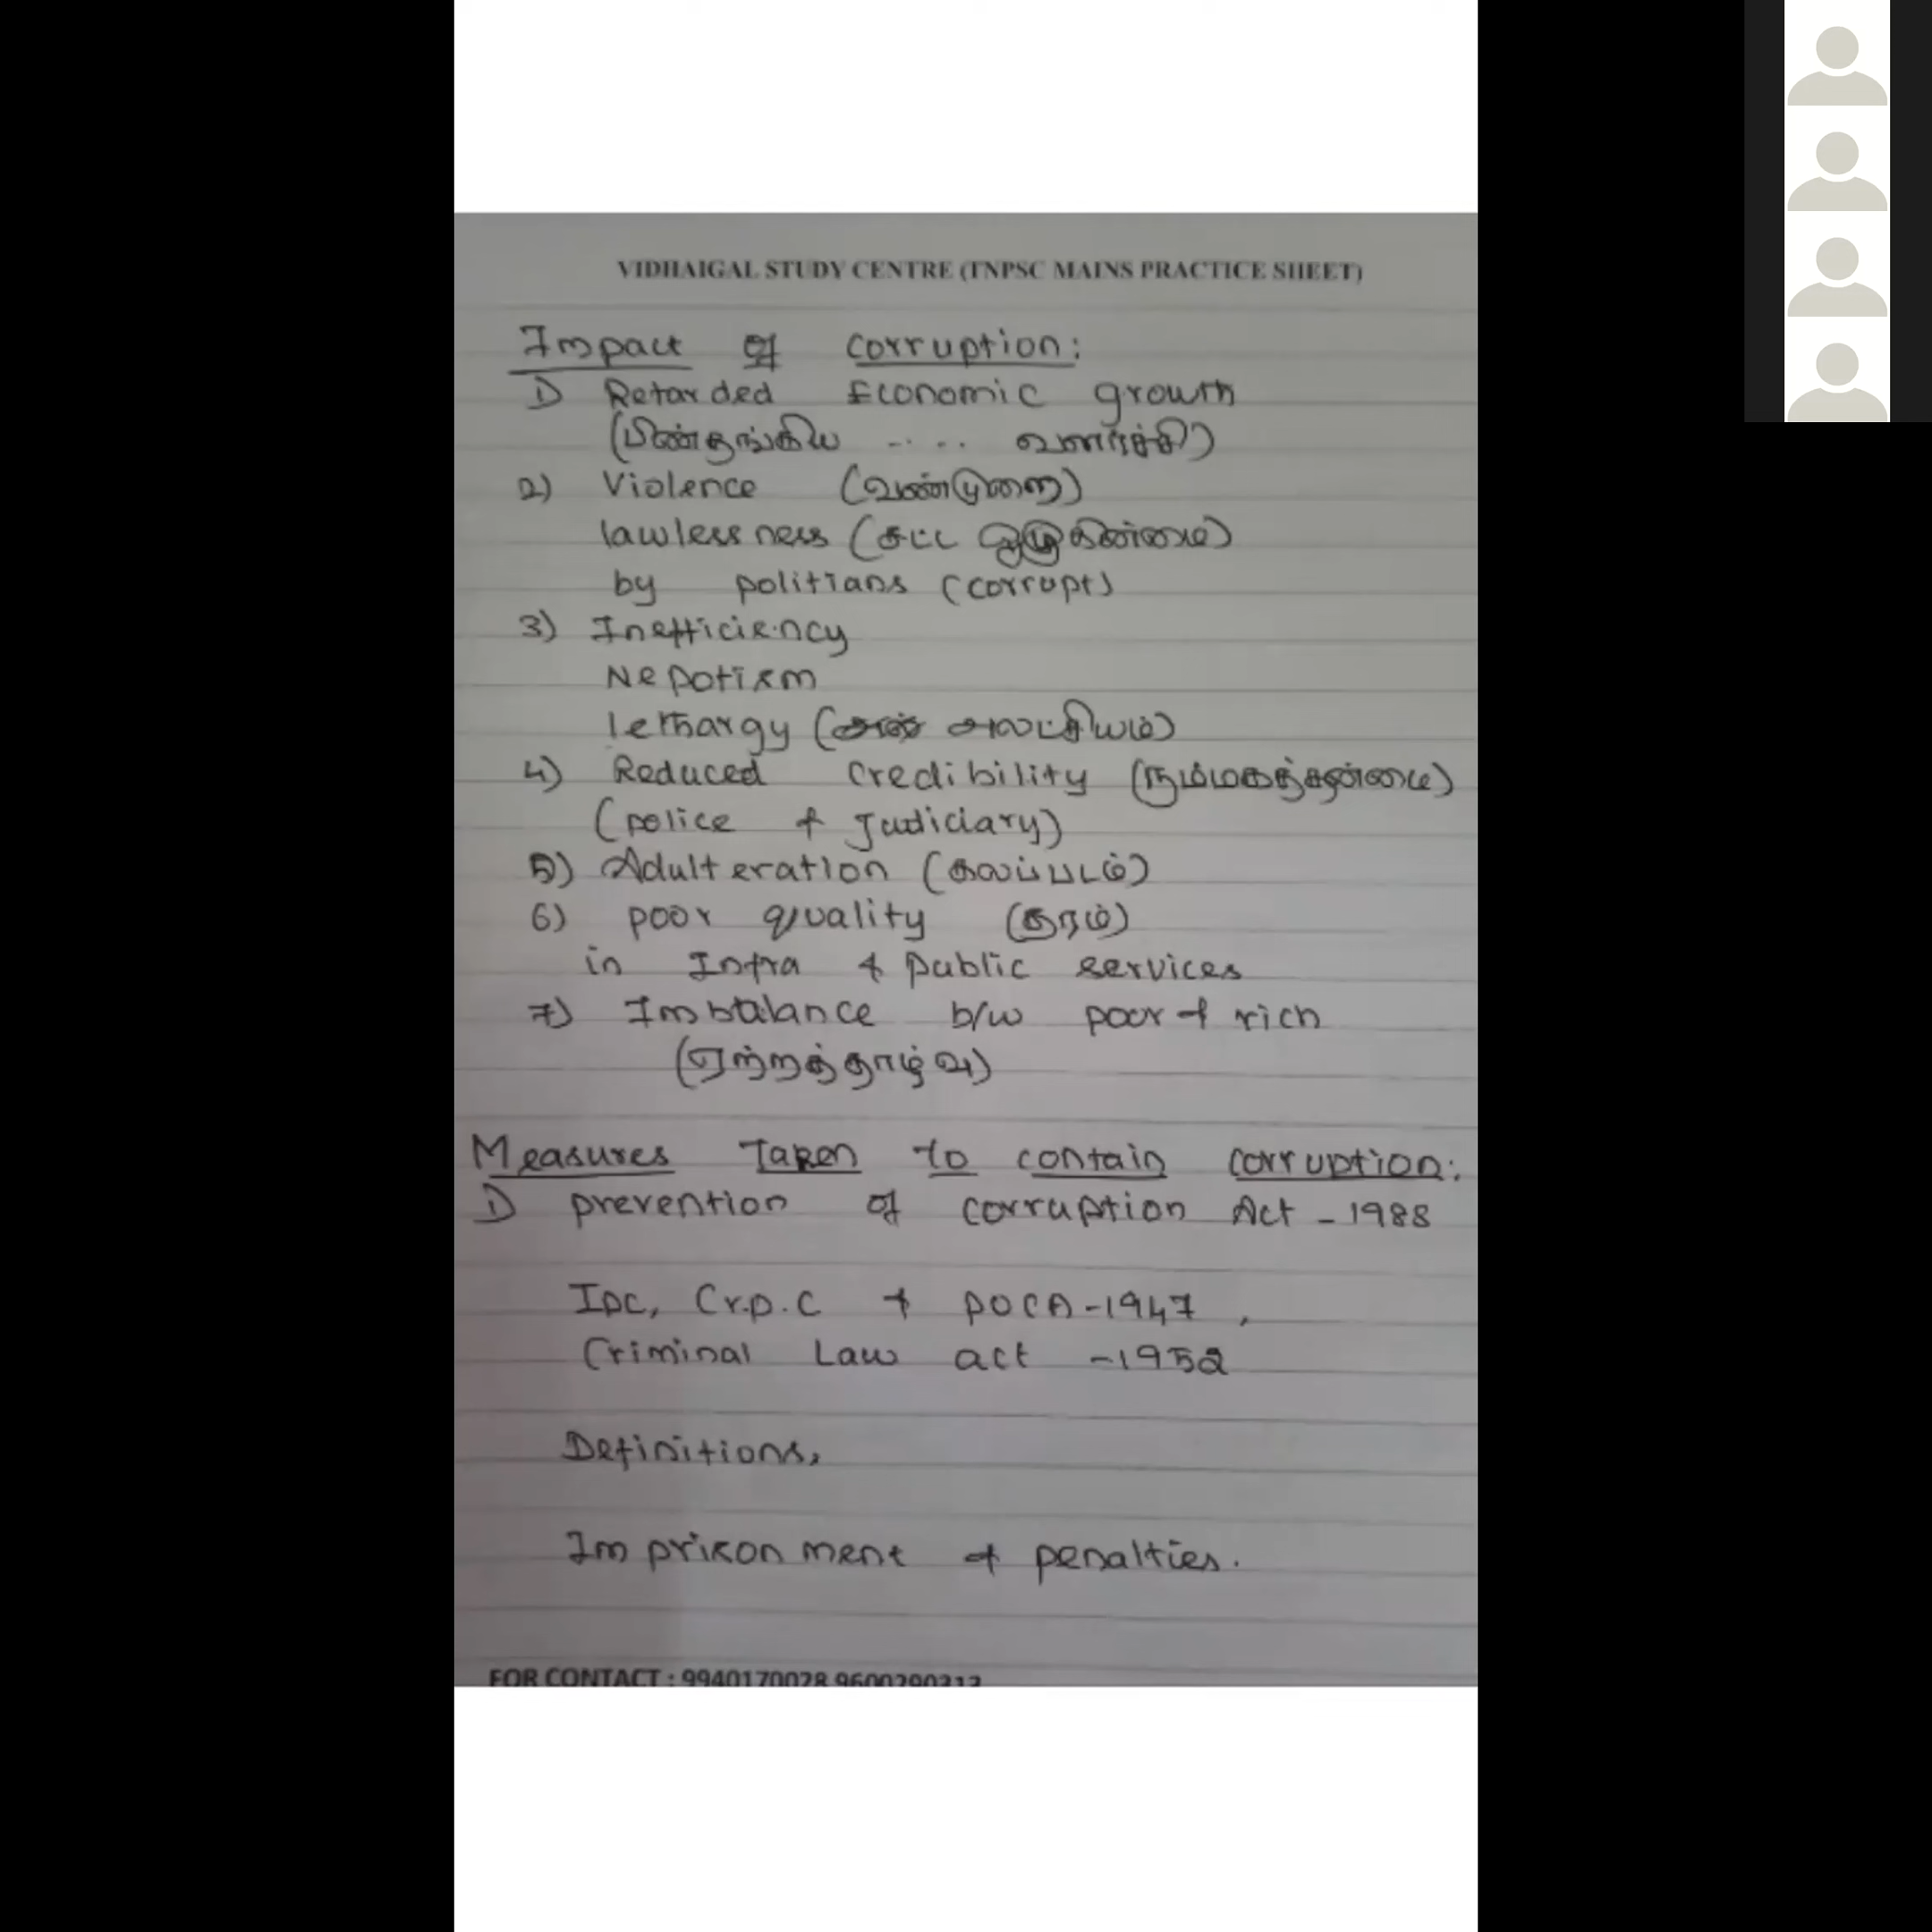 VIDHAIGAL STUDY CENTRE (TNPSC MAINS PRACTICE SHEET)
Impact of corruption:
1) Retarded Economic growth
(பின்தங்கிய .... வளர்ச்சி)
2) Violence (வன்முறை)
lawlessness (சட்ட ஒழுகின்மை)
by politians (corrupt)
3) Inefficiency
Nepotism
lethargy (அலட்சியம்)
4) Reduced credibility (நம்மகத்தன்மை)
(police & Judiciary)
5) Adulteration (கலப்படம்)
6) poor quality (தரம்)
in Infra & public services
7) Imbalance b/w poor & rich
(ஏற்றத்தாழ்வு)
Measures Taken to contain corruption:
1) prevention of corruption Act - 1988
IPC, Cr.p.c & POCA-1947,
Criminal Law act -1952
Definitions,
Imprisonment & penalties.
FOR CONTACT : 9940170028 9600290212